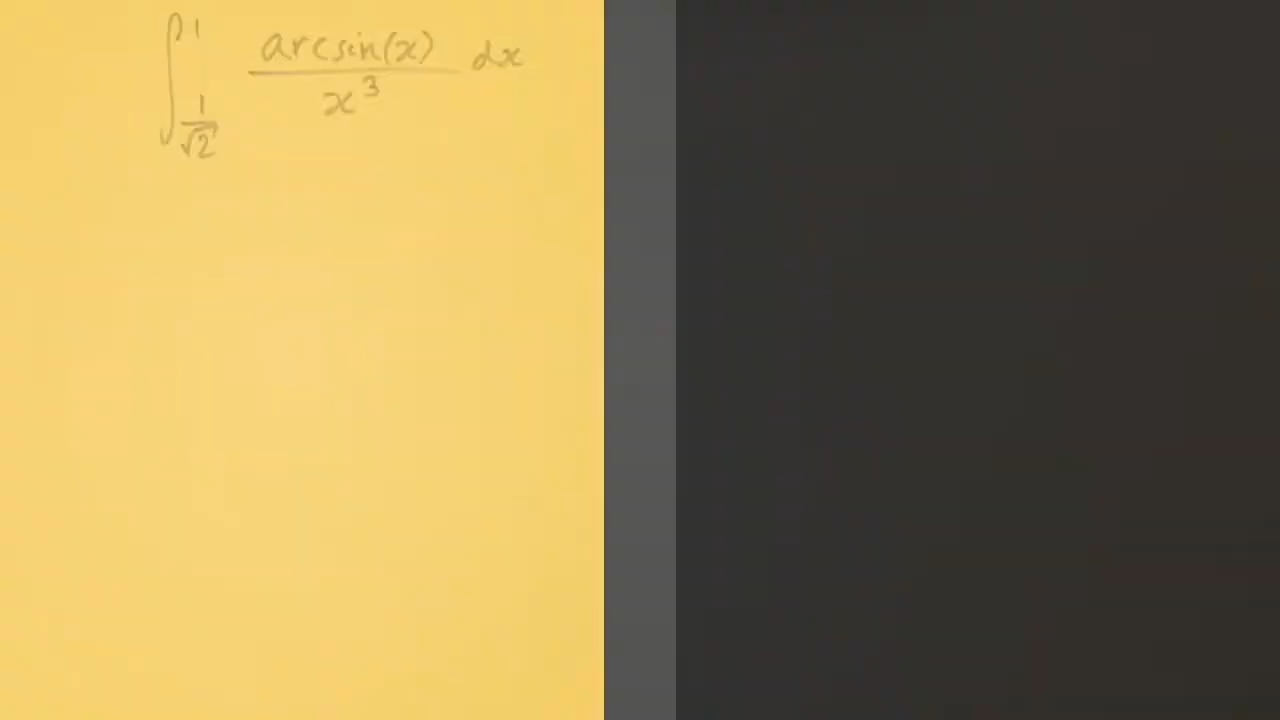 ∫_{1/√2}^{1} arcsin(x)/x³ dx